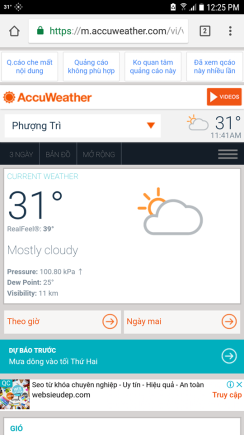 31°
12:25 PM
https://m.accuweather.com/vi/v
2
Q.cáo che mất nội dung
Quảng cáo không phù hợp
Ko quan tâm quảng cáo này
Đã xem qcáo này nhiều lần
AccuWeather
VIDEOS
Phượng Trì
31°
11:41AM
3 NGÀY
BẢN ĐỒ
MỞ RỘNG
CURRENT WEATHER
31°
RealFeel®: 39°
Mostly cloudy
Pressure: 100.80 kPa ↑
Dew Point: 25°
Visibility: 11 km
Theo giờ
Ngày mai
DỰ BÁO TRƯỚC
Mưa dông vào tối Thứ Hai
QC
Seo từ khóa chuyên nghiệp - Uy tín - Hiệu quả - An toàn
websieudep.com
Truy cập
GIÓ